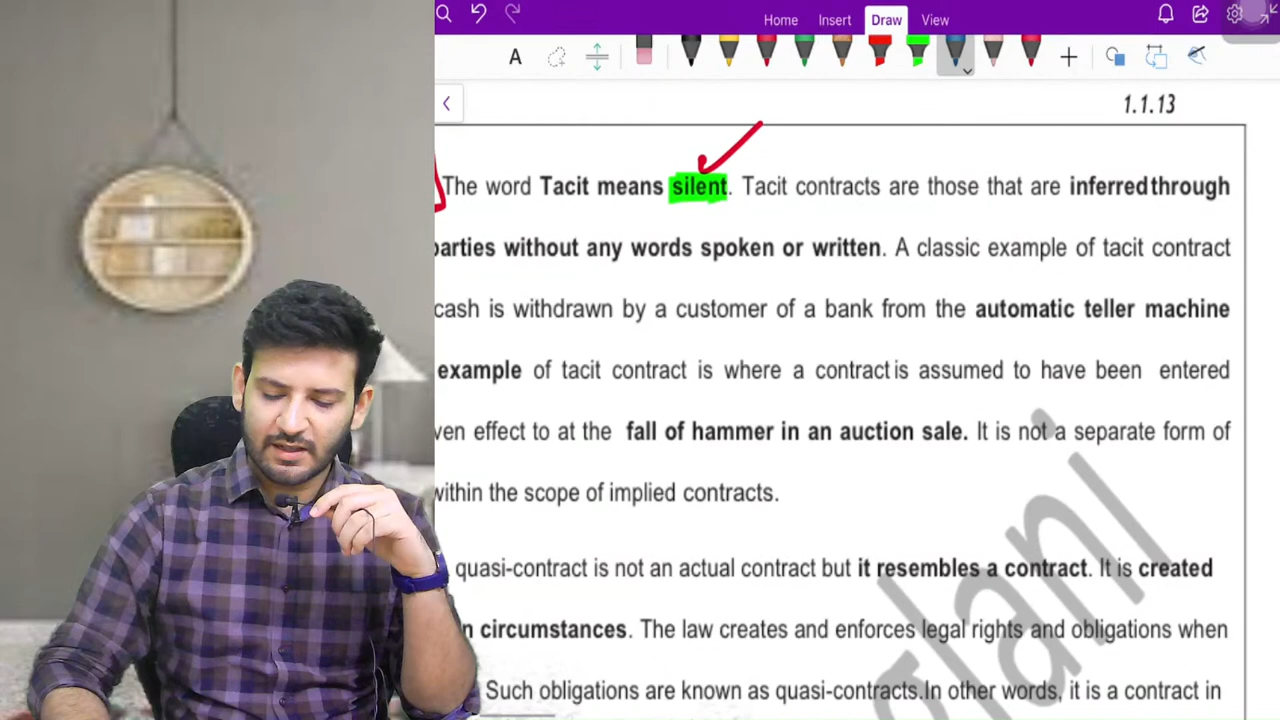 Home Insert Draw View
A
1.1.13
The word Tacit means silent. Tacit contracts are those that are inferred through
parties without any words spoken or written. A classic example of tacit contract
cash is withdrawn by a customer of a bank from the automatic teller machine
example of tacit contract is where a contract is assumed to have been entered
ven effect to at the fall of hammer in an auction sale. It is not a separate form of
within the scope of implied contracts.
quasi-contract is not an actual contract but it resembles a contract. It is created
n circumstances. The law creates and enforces legal rights and obligations when
Such obligations are known as quasi-contracts.In other words, it is a contract in